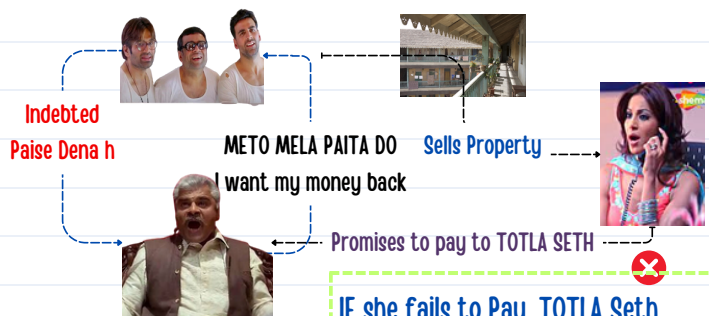 Indebted
Paise Dena h
METO MELA PAITA DO
I want my money back
Sells Property
shema
Promises to pay to TOTLA SETH
IF she fails to Pay, TOTLA Seth